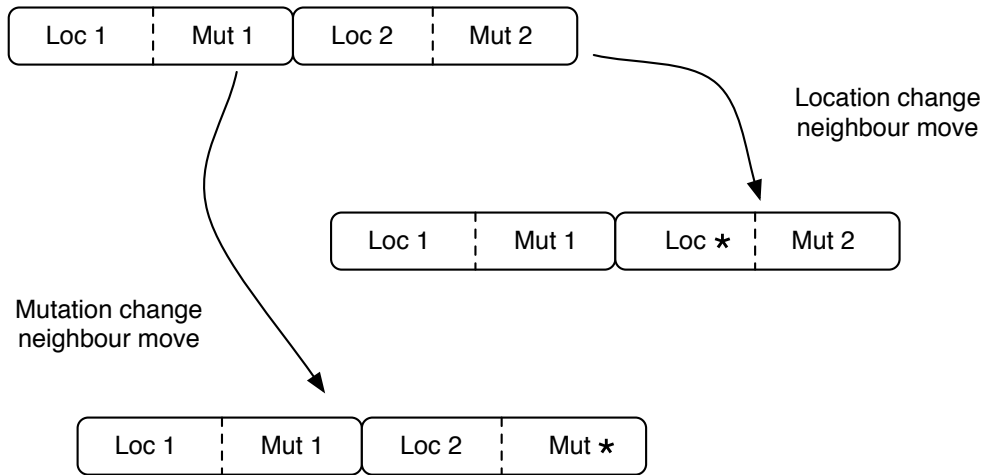 Loc 1 Mut 1 Loc 2 Mut 2
Location change
neighbour move
Loc 1 Mut 1 Loc * Mut 2
Mutation change
neighbour move
Loc 1 Mut 1 Loc 2 Mut *